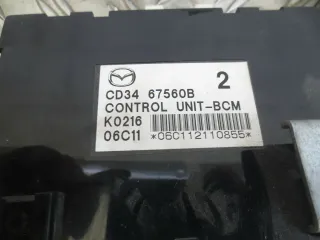 CD34 67560B 2
CONTROL UNIT-BCM
K0216
06C11 *06C112110855*